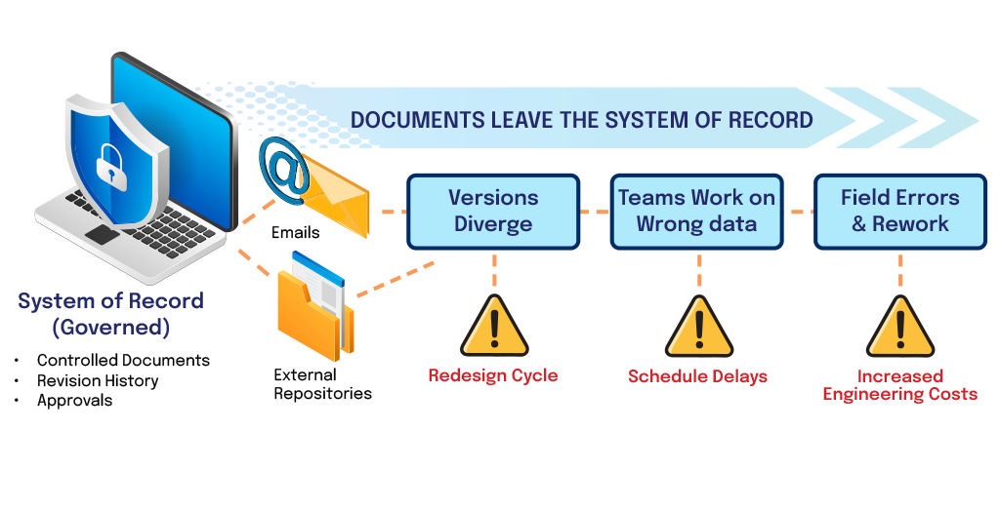 DOCUMENTS LEAVE THE SYSTEM OF RECORD
@
Emails
External
Repositories
System of Record
(Governed)
• Controlled Documents
• Revision History
• Approvals
Versions
Diverge
Teams Work on
Wrong data
Field Errors
& Rework
Redesign Cycle
Schedule Delays
Increased
Engineering Costs